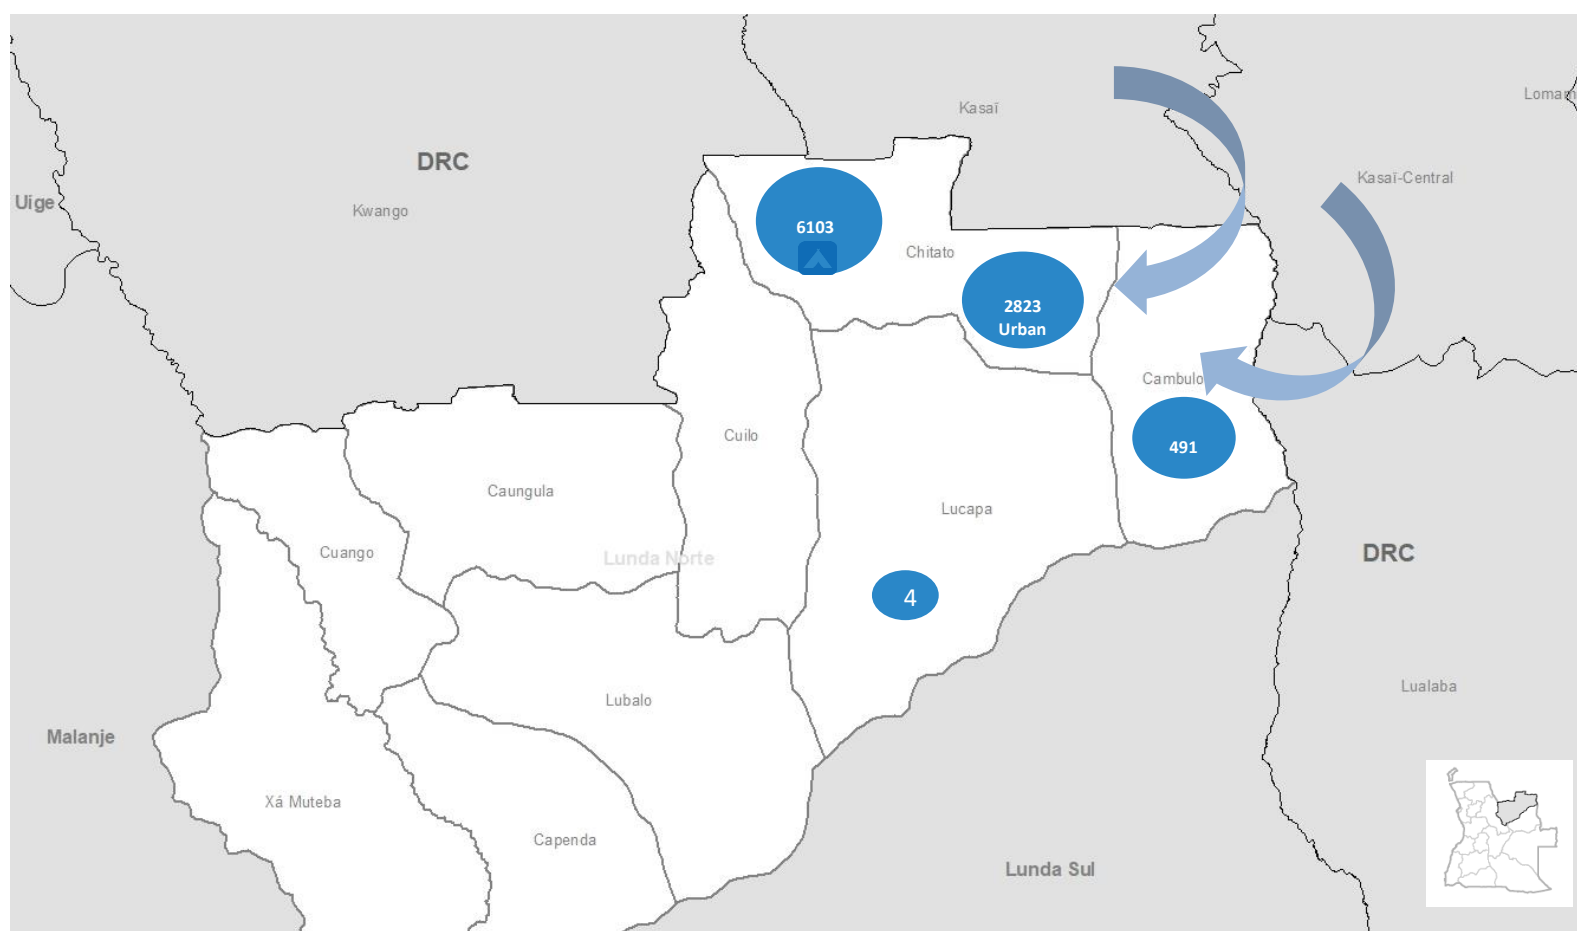 Kasaï
Lomam
DRC
Kasaï-Central
Uige
Kwango
6103
Chitato
2823
Urban
Cambulo
Cuilo
491
Caungula
Lucapa
Cuango
Lunda Norte
DRC
4
Lubalo
Lualaba
Malanje
Xá Muteba
Capenda
Lunda Sul